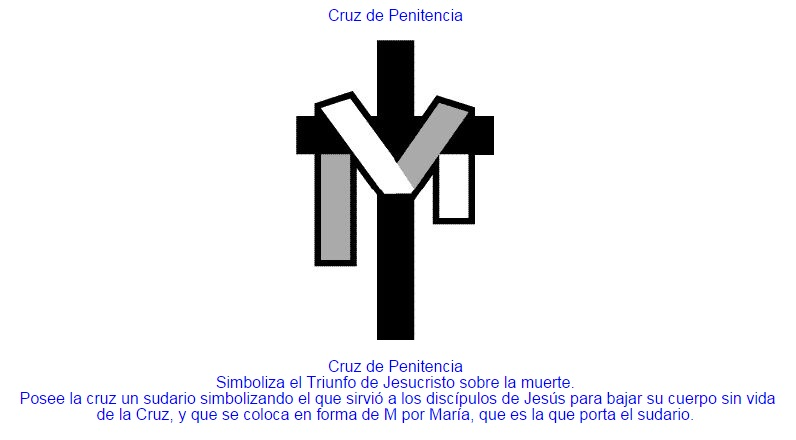 Cruz de Penitencia
Cruz de Penitencia
Simboliza el Triunfo de Jesucristo sobre la muerte.
Posee la cruz un sudario simbolizando el que sirvió a los discípulos de Jesús para bajar su cuerpo sin vida
de la Cruz, y que se coloca en forma de M por María, que es la que porta el sudario.